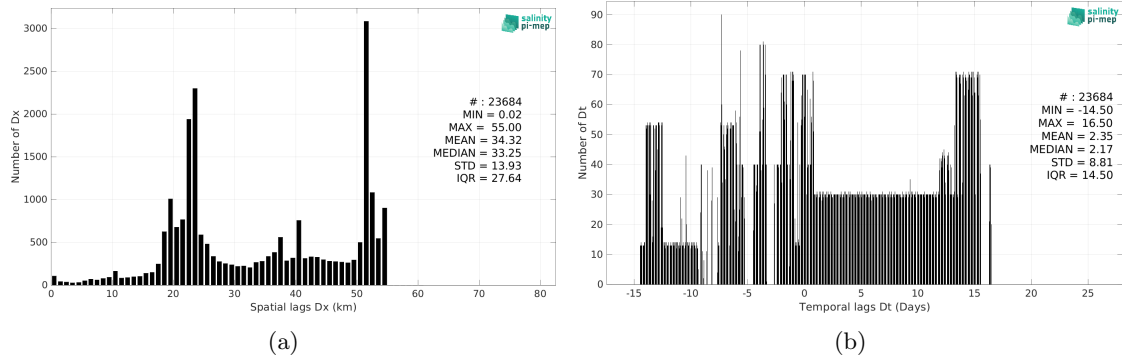 salinity
pi-mep
3000
2500
2000
1500
1000
500
0
Number of Dx
# : 23684
MIN = 0.02
MAX = 55.00
MEAN = 34.32
MEDIAN = 33.25
STD = 13.93
IQR = 27.64
0 10 20 30 40 50 60 70 80
Spatial lags Dx (km)
(a)
salinity
pi-mep
90
80
70
60
50
40
30
20
10
0
Number of Dt
# : 23684
MIN = -14.50
MAX = 16.50
MEAN = 2.35
MEDIAN = 2.17
STD = 8.81
IQR = 14.50
-15 -10 -5 0 5 10 15 20 25
Temporal lags Dt (Days)
(b)